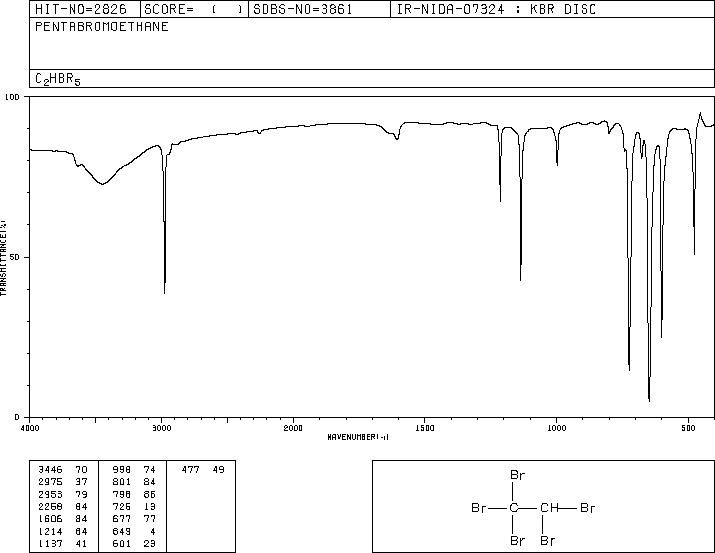 HIT-NO=2826 SCORE= ( ) SDBS-NO=3861 IR-NIDA-07324 : KBR DISC
PENTABROMOETHANE
C2HBR5
100
50
0
TRANSMITTANCE(%)
4000 3000 2000 1500 1000 500
WAVENUMBER(-1)
3446 70 998 74 477 49
2975 37 801 84
2953 79 798 86
2268 84 726 13
1606 84 677 77
1214 64 649 4
1137 41 601 23
Br
Br C CH Br
Br Br